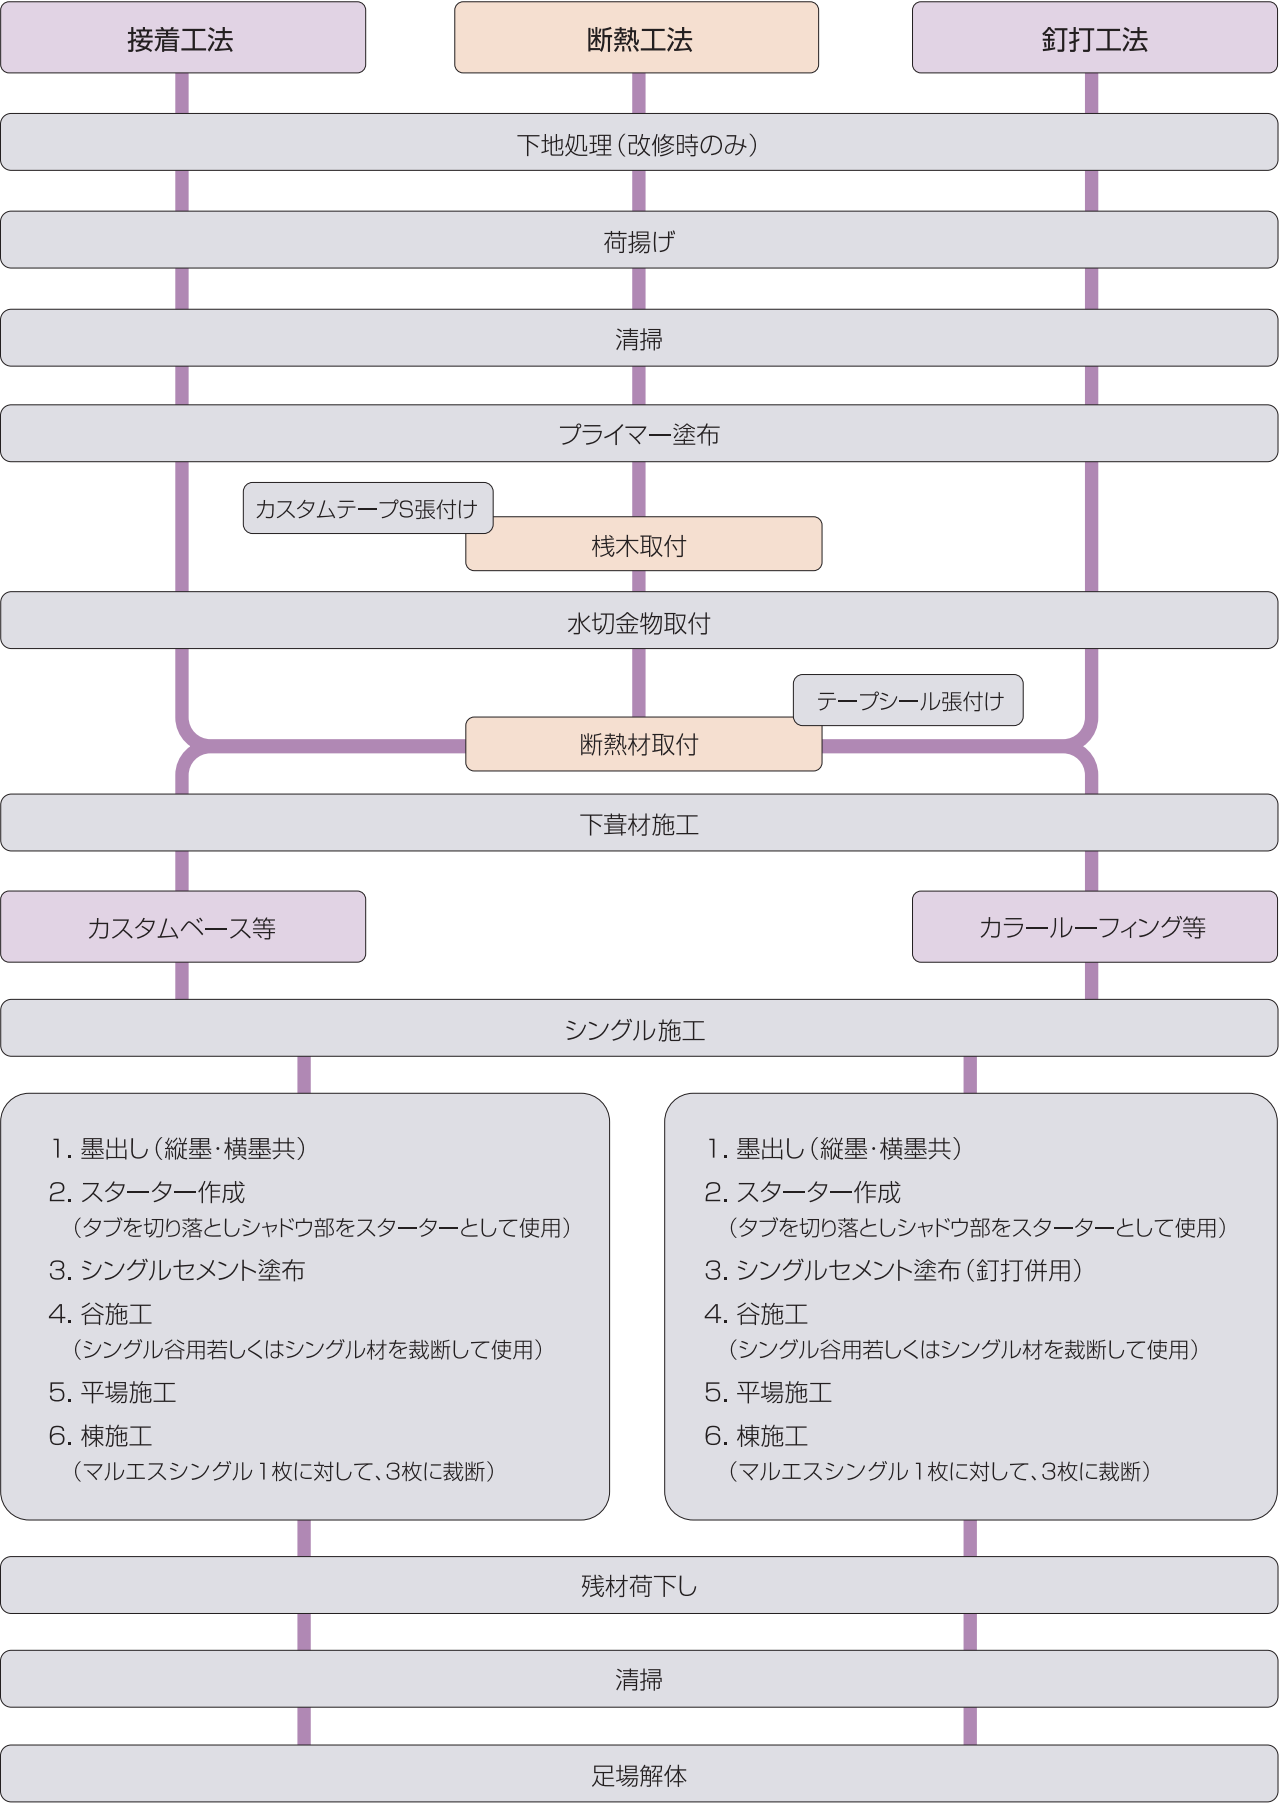 接着工法
断熱工法
釘打工法
下地処理（改修時のみ）
荷揚げ
清掃
プライマー塗布
カスタムテープS張付け
桟木取付
水切金物取付
テープシール張付け
断熱材取付
下葺材施工
カスタムベース等
カラールーフィング等
シングル施工
1. 墨出し（縦墨・横墨共）
2. スターター作成
（タブを切り落としシャドウ部をスターターとして使用）
3. シングルセメント塗布
4. 谷施工
（シングル谷用若しくはシングル材を裁断して使用）
5. 平場施工
6. 棟施工
（マルエスシングル1枚に対して、3枚に裁断）
1. 墨出し（縦墨・横墨共）
2. スターター作成
（タブを切り落としシャドウ部をスターターとして使用）
3. シングルセメント塗布（釘打併用）
4. 谷施工
（シングル谷用若しくはシングル材を裁断して使用）
5. 平場施工
6. 棟施工
（マルエスシングル1枚に対して、3枚に裁断）
残材荷下し
清掃
足場解体